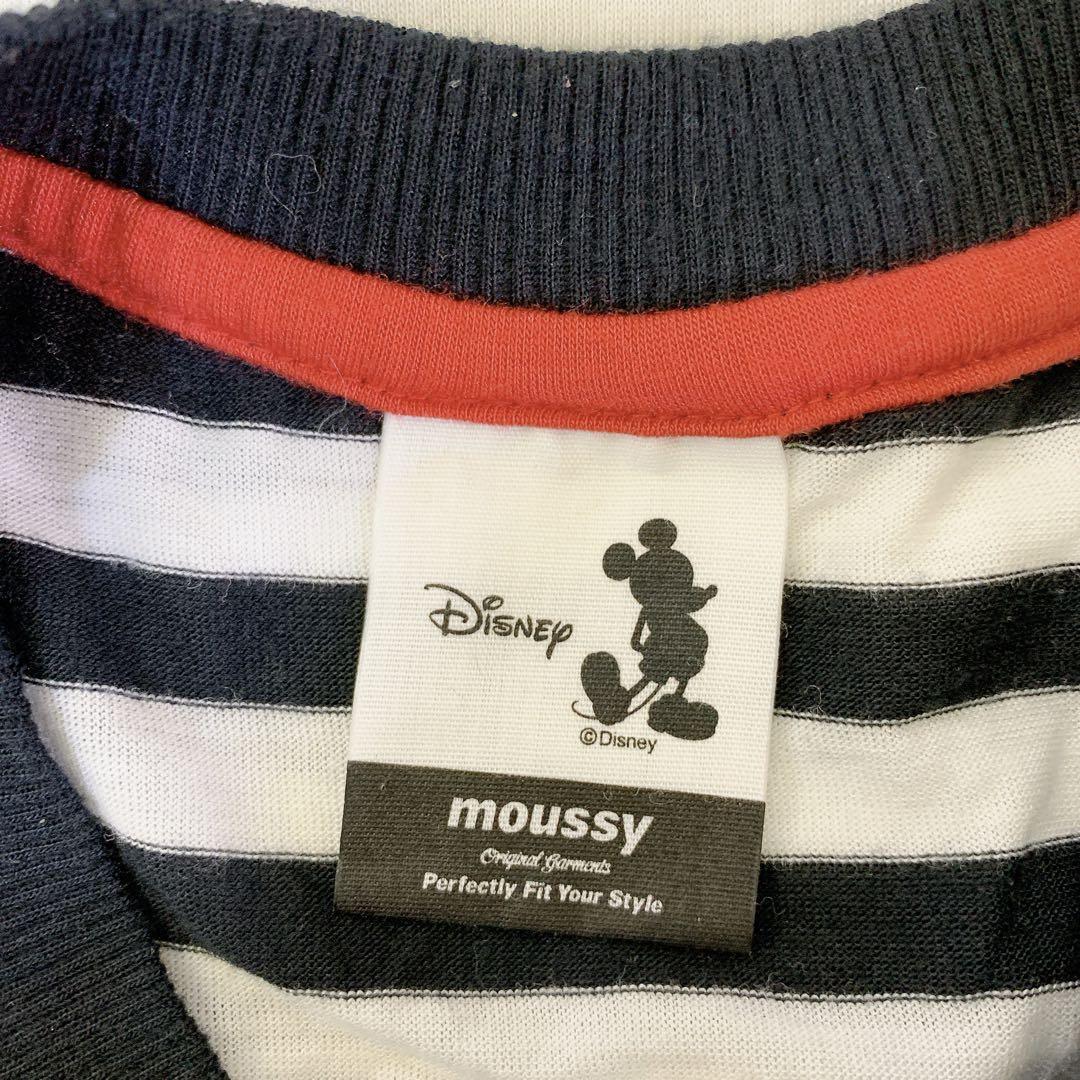 Disney
©Disney
moussy
Original Garments
Perfectly Fit Your Style